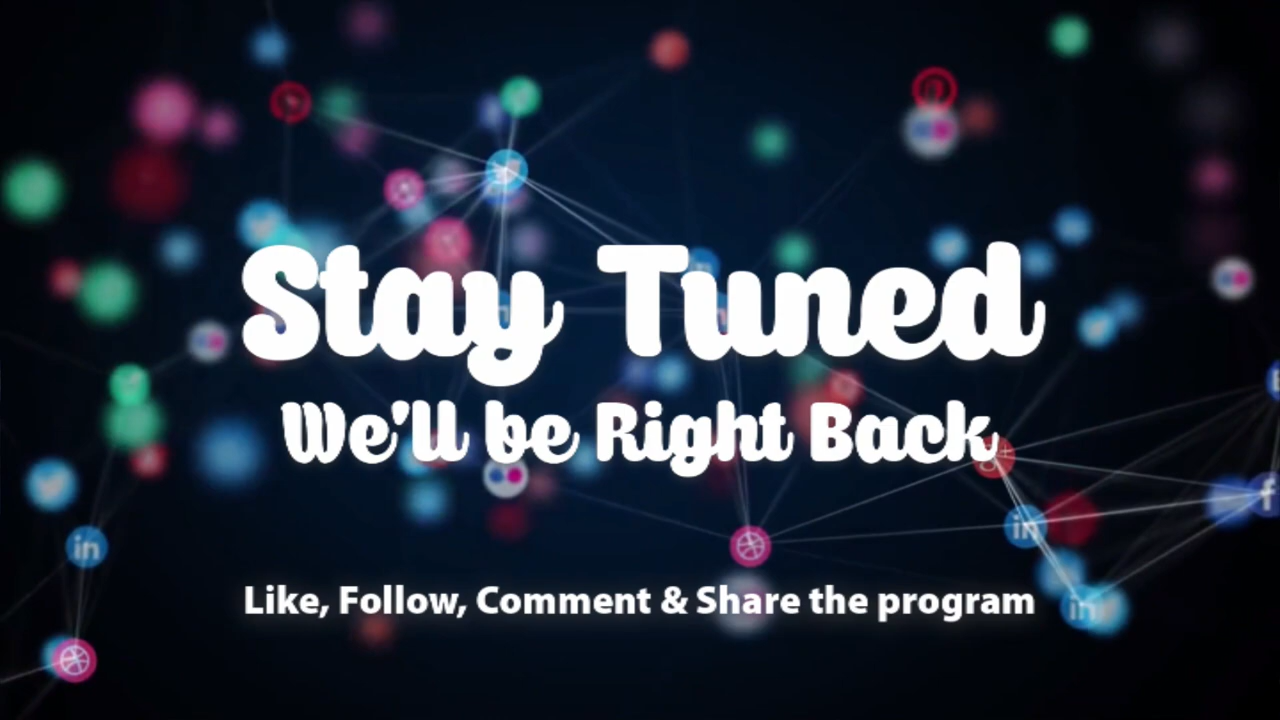 Stay Tuned
We'll be Right Back
Like, Follow, Comment & Share the program